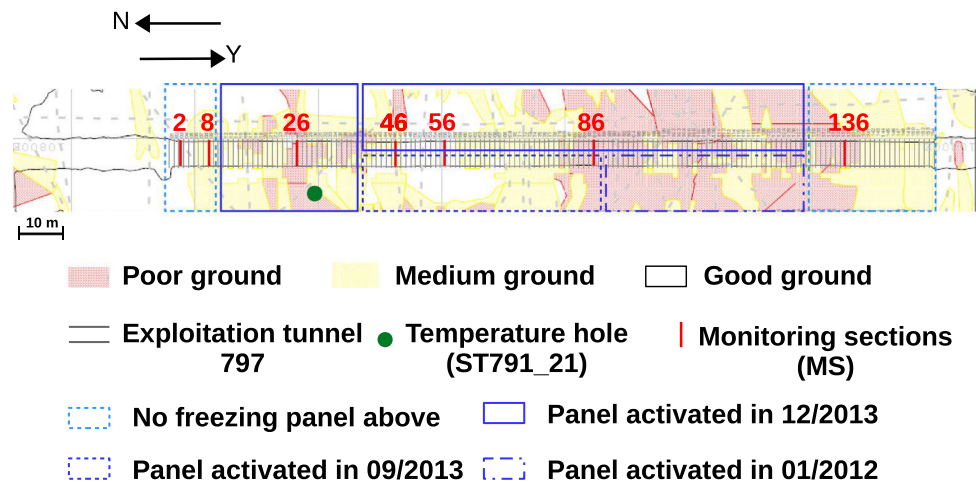 N
Y
2 8 26 46 56 86 136
10 m
Poor ground Medium ground Good ground
Exploitation tunnel Temperature hole Monitoring sections
797 (ST791_21) (MS)
No freezing panel above Panel activated in 12/2013
Panel activated in 09/2013 Panel activated in 01/2012